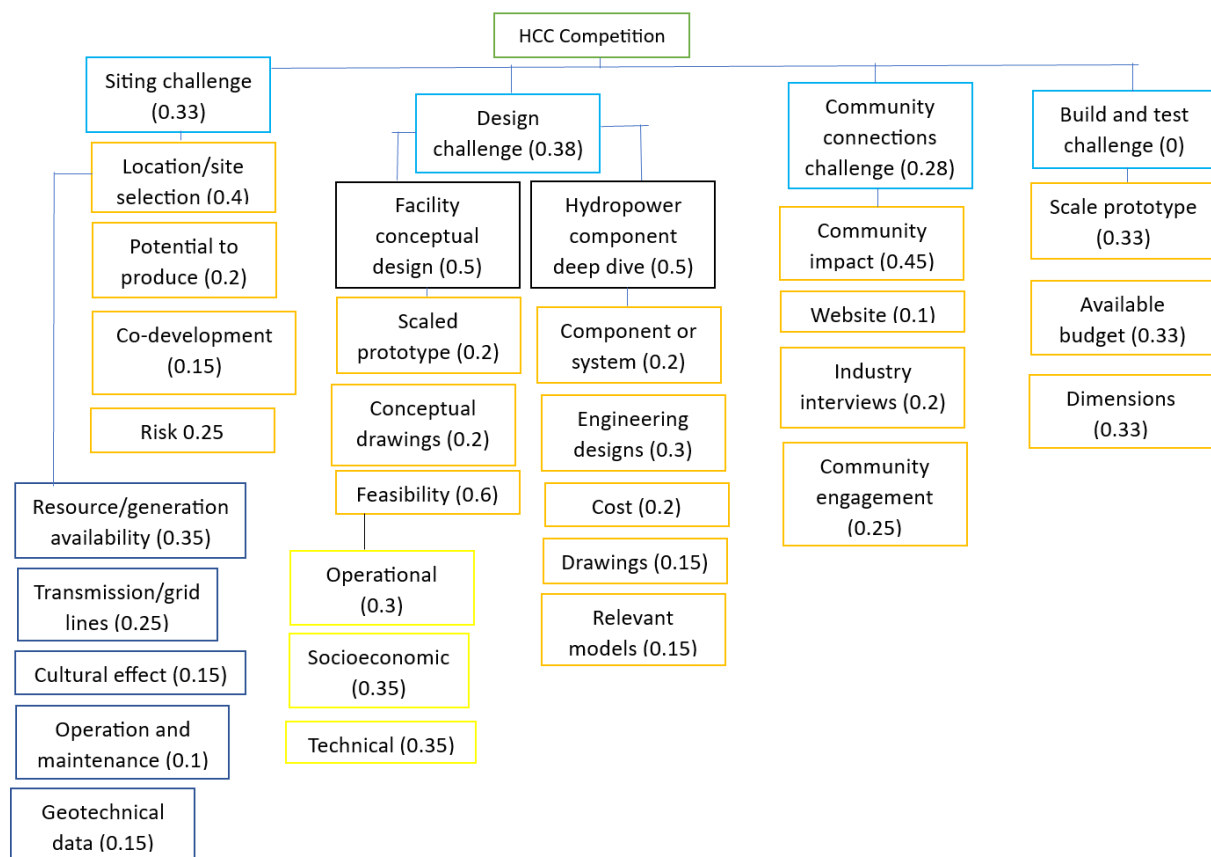 HCC Competition
Siting challenge
(0.33)
Design
challenge (0.38)
Community
connections
challenge (0.28)
Build and test
challenge (0)
Location/site
selection (0.4)
Potential to
produce (0.2)
Co-development
(0.15)
Risk 0.25
Resource/generation
availability (0.35)
Transmission/grid
lines (0.25)
Cultural effect (0.15)
Operation and
maintenance (0.1)
Geotechnical
data (0.15)
Facility
conceptual
design (0.5)
Scaled
prototype (0.2)
Conceptual
drawings (0.2)
Feasibility (0.6)
Operational
(0.3)
Socioeconomic
(0.35)
Technical (0.35)
Hydropower
component
deep dive (0.5)
Component or
system (0.2)
Engineering
designs (0.3)
Cost (0.2)
Drawings (0.15)
Relevant
models (0.15)
Community
impact (0.45)
Website (0.1)
Industry
interviews (0.2)
Community
engagement
(0.25)
Scale prototype
(0.33)
Available
budget (0.33)
Dimensions
(0.33)